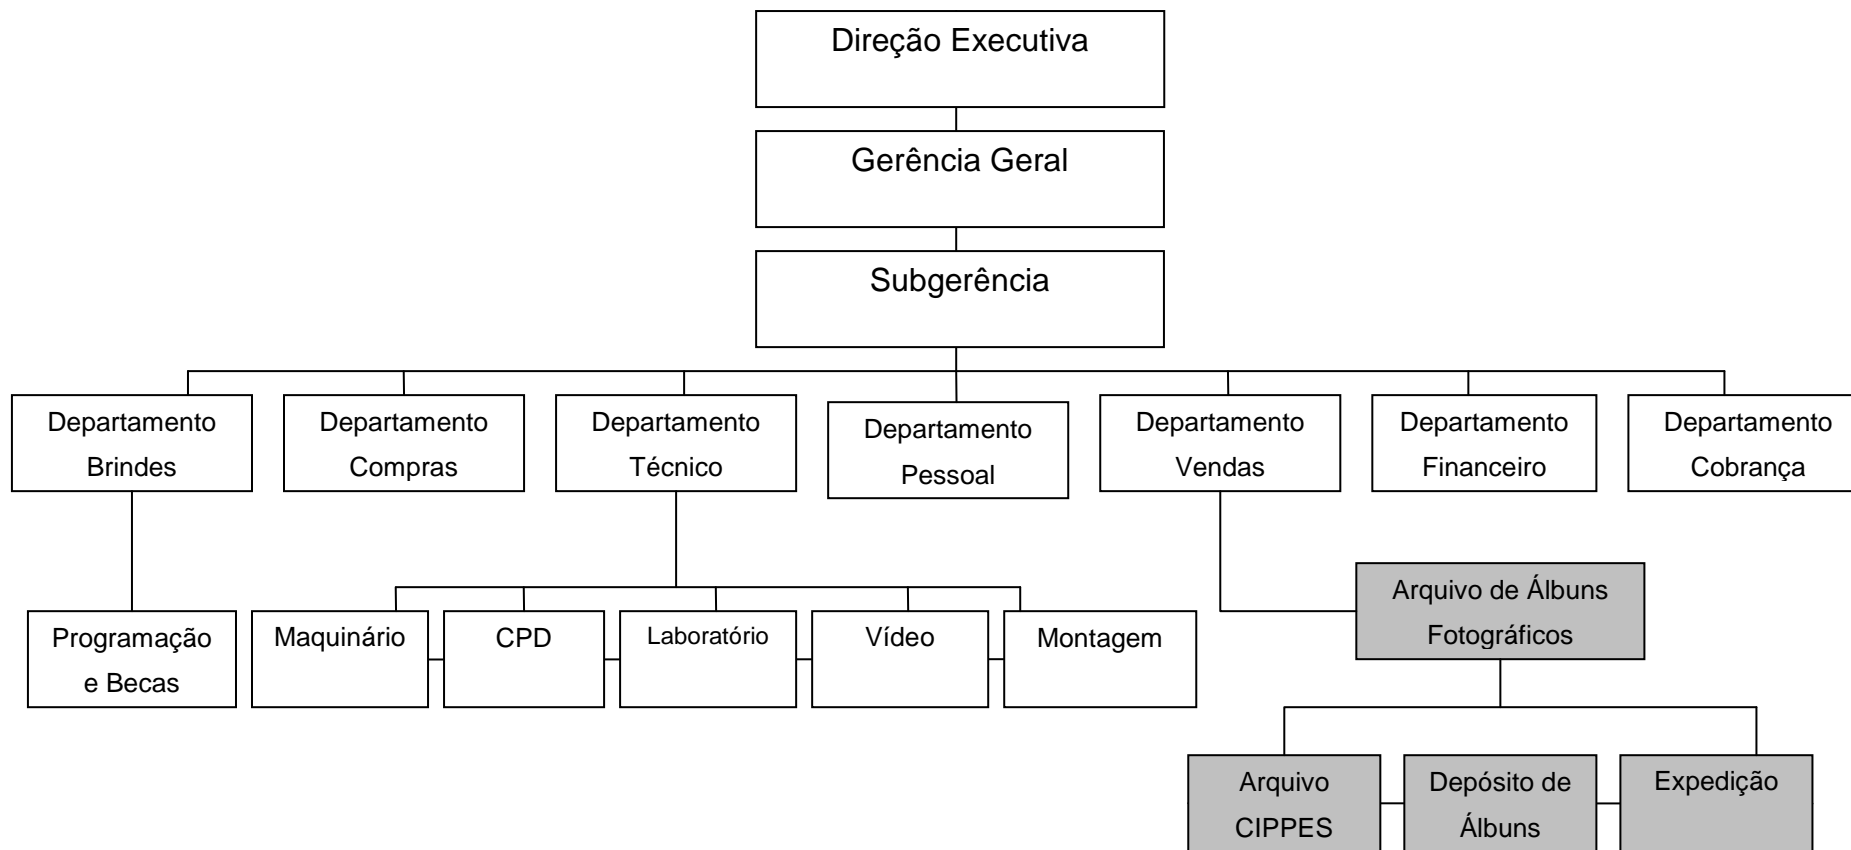 Direção Executiva
Gerência Geral
Subgerência
Departamento
Brindes
Departamento
Compras
Departamento
Técnico
Departamento
Pessoal
Departamento
Vendas
Departamento
Financeiro
Departamento
Cobrança
Programação
e Becas
Maquinário
CPD
Laboratório
Vídeo
Montagem
Arquivo de Álbuns
Fotográficos
Arquivo
CIPPES
Depósito de
Álbuns
Expedição